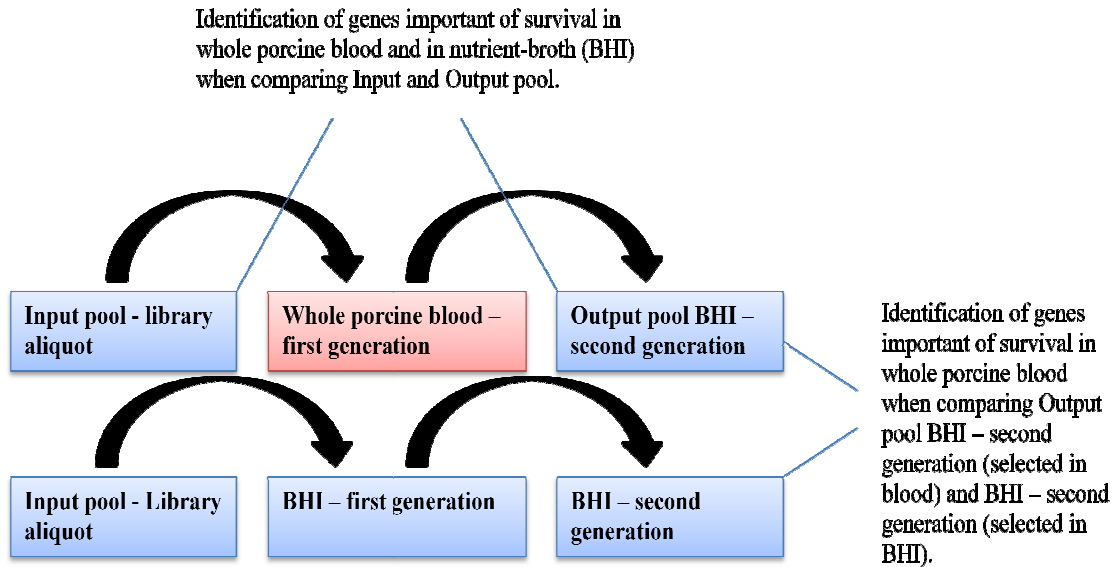 Identification of genes important of survival in
whole porcine blood and in nutrient-broth (BHI)
when comparing Input and Output pool.
Input pool - library
aliquot
Whole porcine blood –
first generation
Output pool BHI –
second generation
Input pool - Library
aliquot
BHI – first generation
BHI – second
generation
Identification of genes
important of survival in
whole porcine blood
when comparing Output
pool BHI – second
generation (selected in
blood) and BHI – second
generation (selected in
BHI).